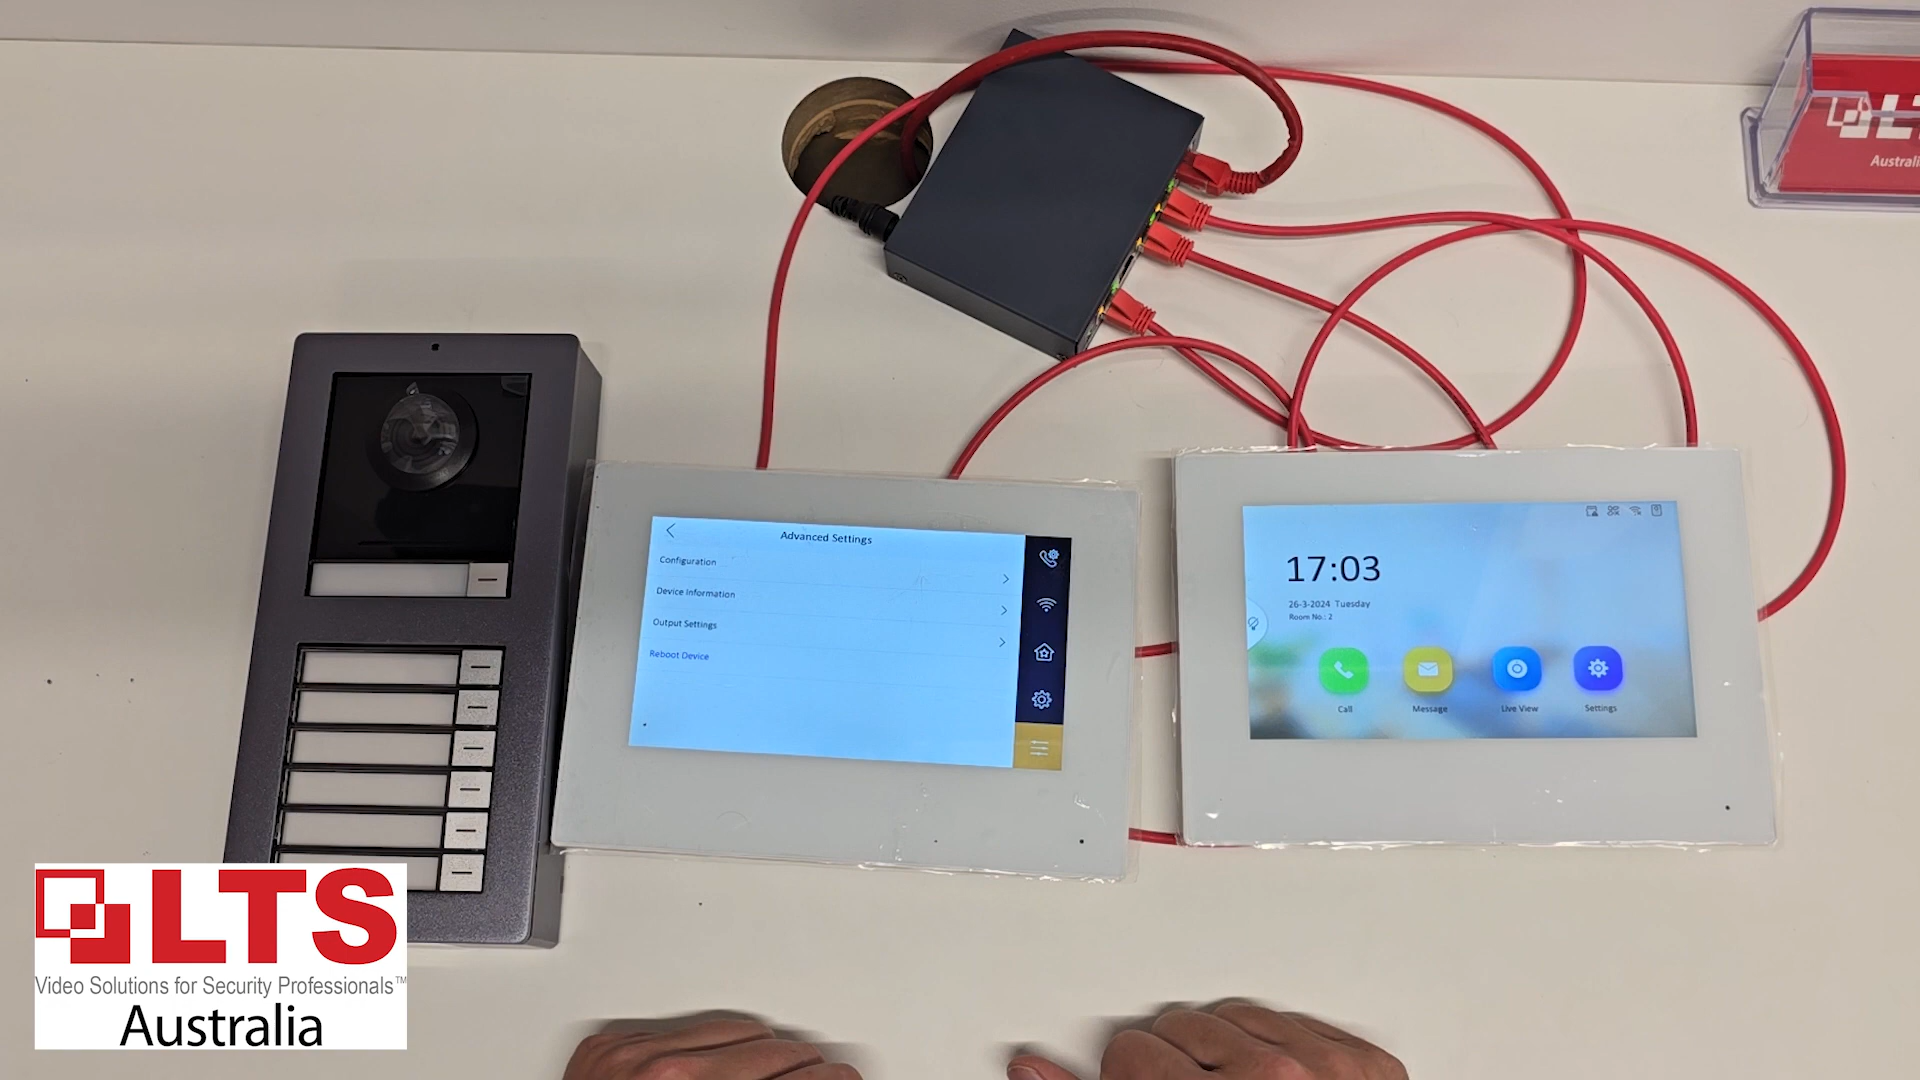 Australi
Advanced Settings
Configuration
Device Information
Output Settings
Reboot Device
17:03
26-3-2024 Tuesday
Room No.: 2
Call
Message
Live View
Settings
LTS
Video Solutions for Security Professionals™
Australia